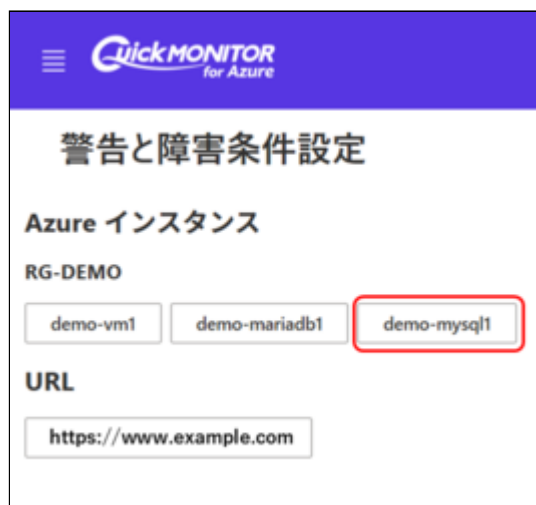 QuickMONITOR
for Azure
警告と障害条件設定
Azure インスタンス
RG-DEMO
demo-vm1 demo-mariadb1 demo-mysql1
URL
https://www.example.com